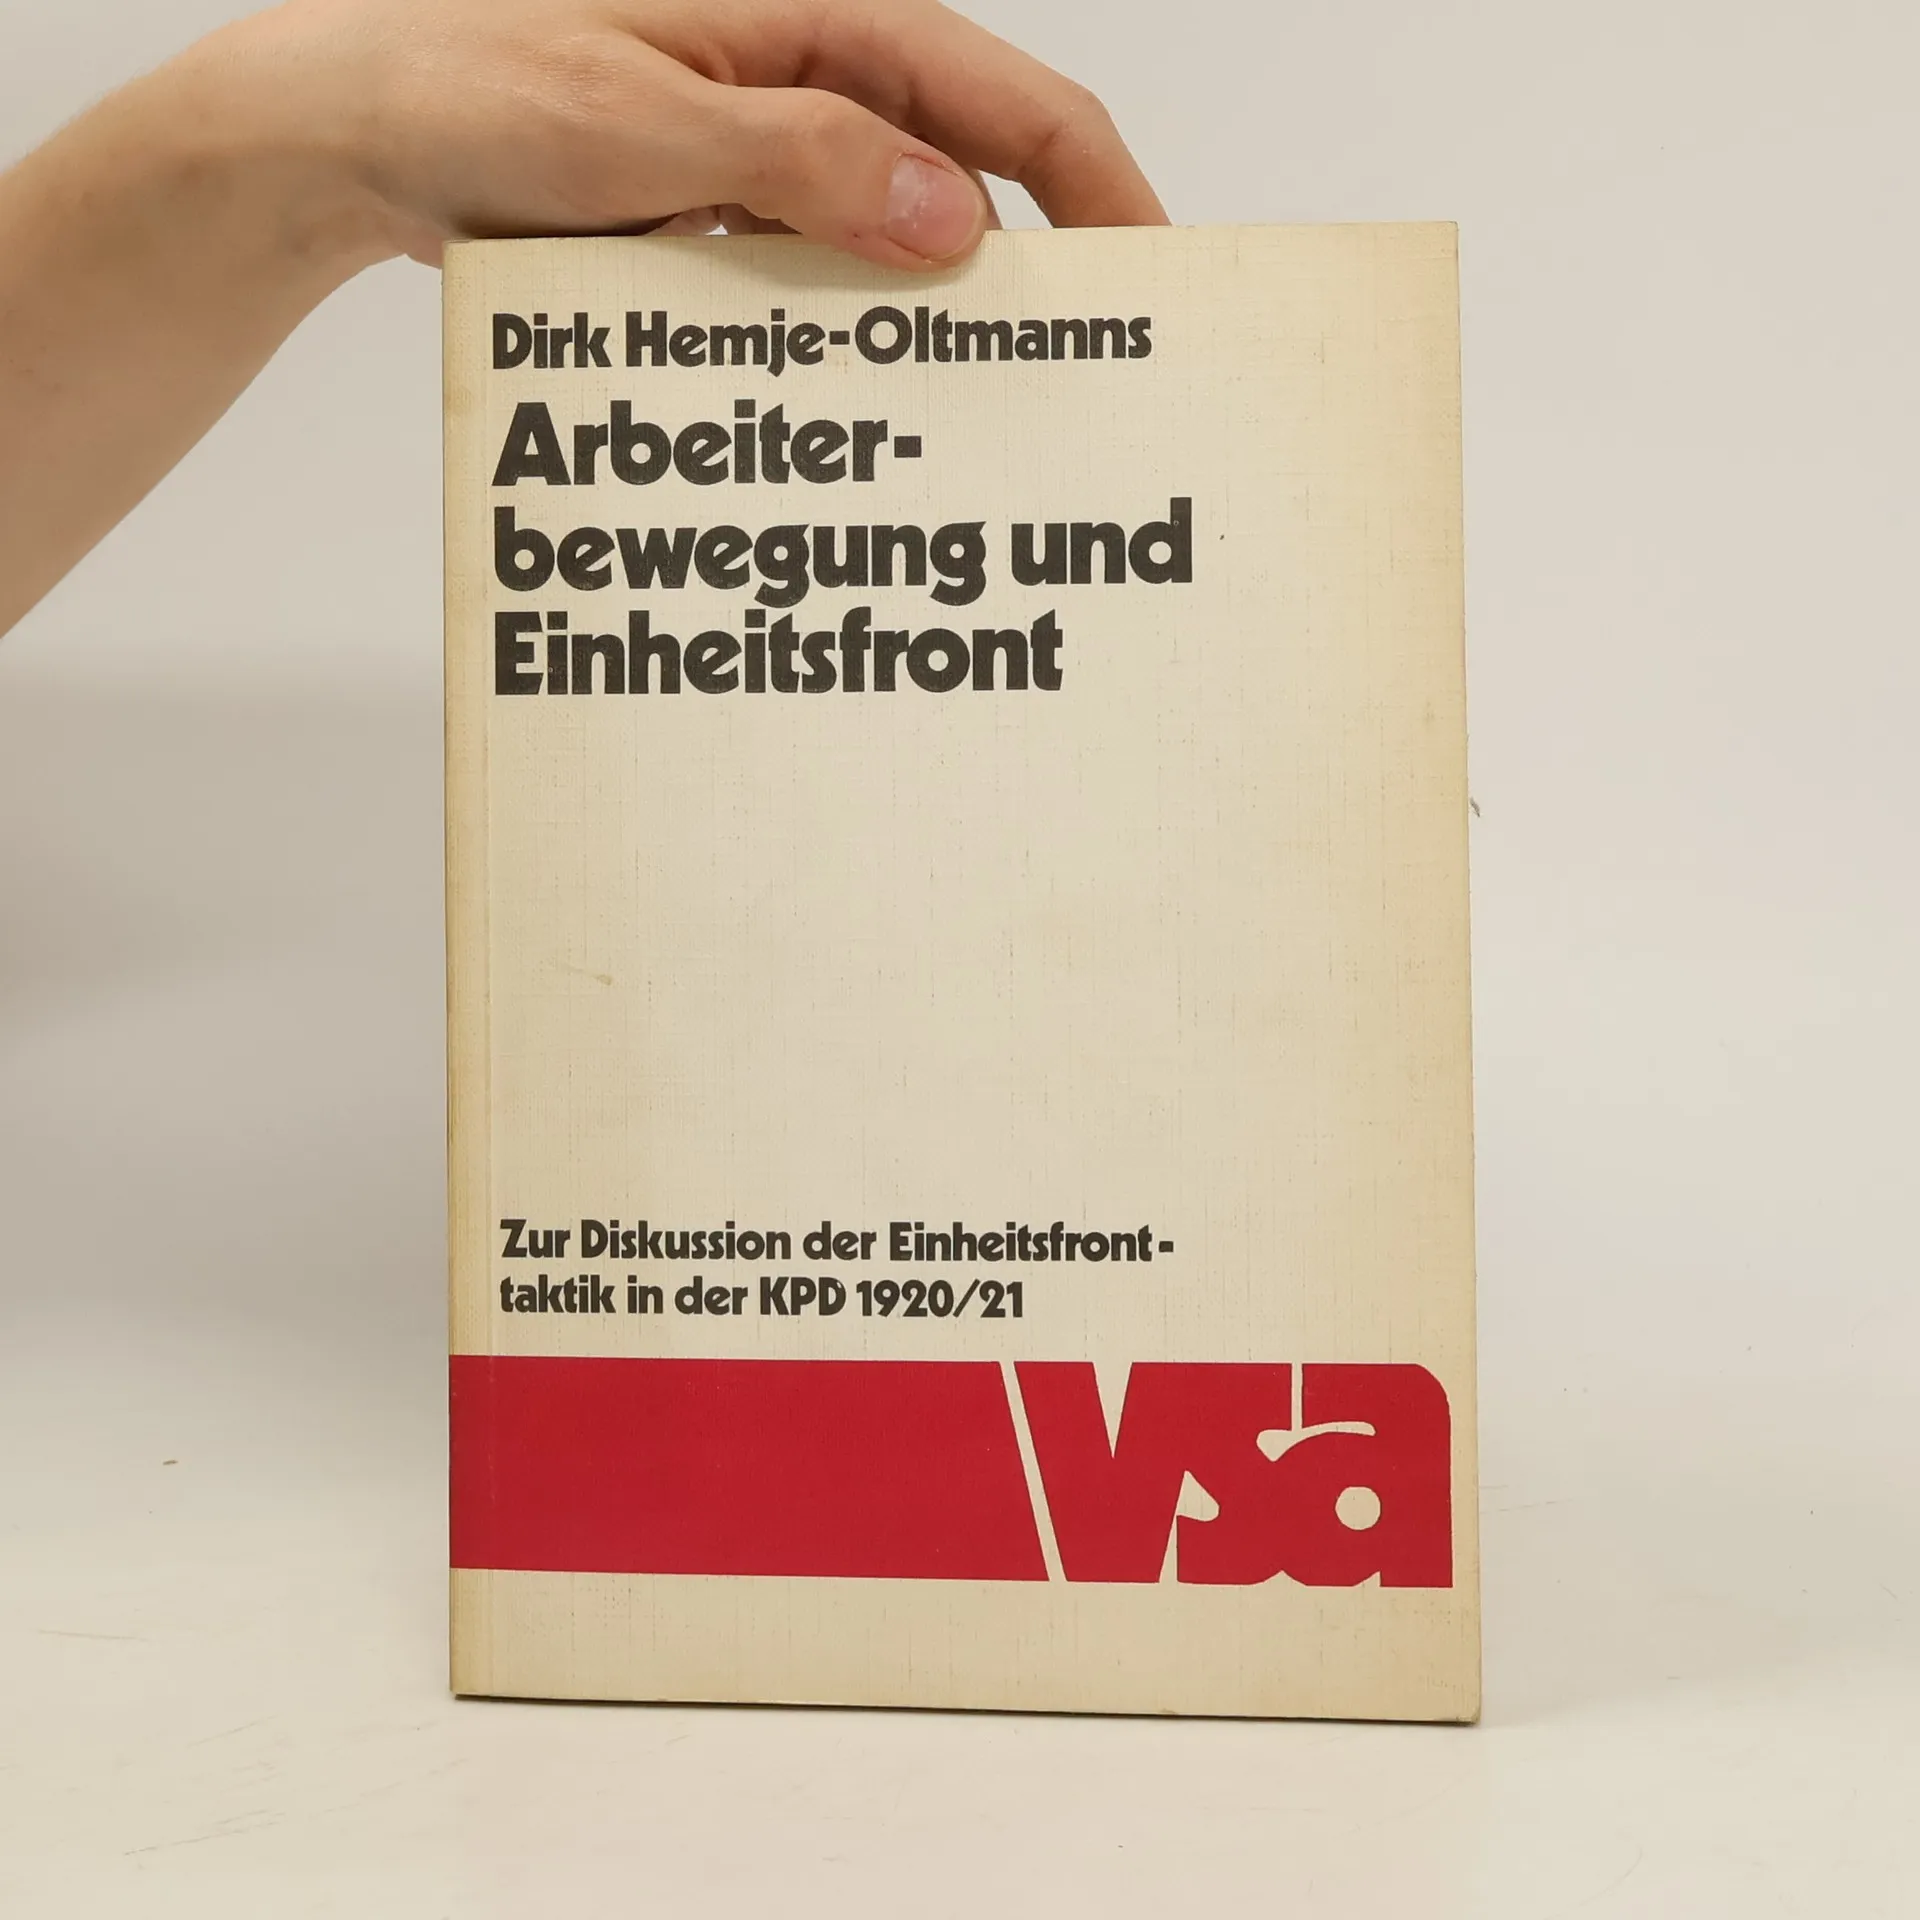 Dirk Hemje-Oltmanns
Arbeiter-
bewegung und
Einheitsfront
Zur Diskussion der Einheitsfront-
taktik in der KPD 1920/21
vsa